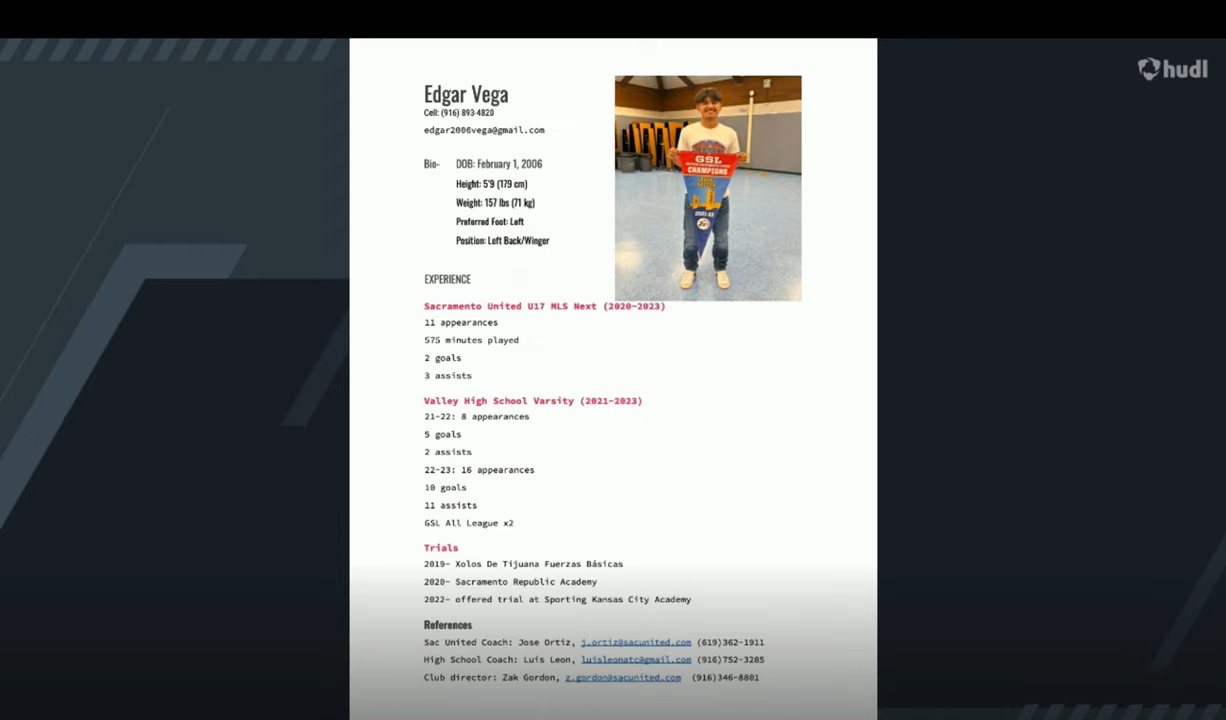 hudl
Edgar Vega
Cell: (916) 893-4820
edgar2006vega@gmail.com
Bio- DOB: February 1, 2006
Height: 5'9 (179 cm)
Weight: 157 lbs (71 kg)
Preferred Foot: Left
Position: Left Back/Winger
GSL
CHAMPIONS
2021-22
EXPERIENCE
Sacramento United U17 MLS Next (2020-2023)
11 appearances
575 minutes played
2 goals
3 assists
Valley High School Varsity (2021-2023)
21-22: 8 appearances
5 goals
2 assists
22-23: 16 appearances
10 goals
11 assists
GSL All League x2
Trials
2019- Xolos De Tijuana Fuerzas Básicas
2020- Sacramento Republic Academy
2022- offered trial at Sporting Kansas City Academy
References
Sac United Coach: Jose Ortiz, j.ortiz@sacunited.com (619)362-1911
High School Coach: Luis Leon, luisleonatc@gmail.com (916)752-3285
Club director: Zak Gordon, z.gordon@sacunited.com (916)346-8801